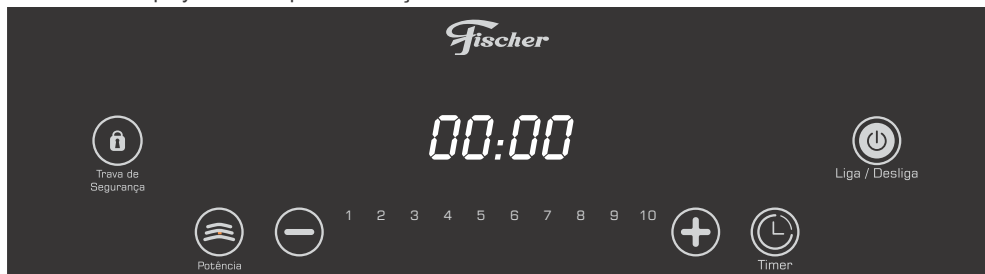 Fischer
00:00
Trava de
Segurança
Liga / Desliga
1 2 3 4 5 6 7 8 9 10
Potência
Timer